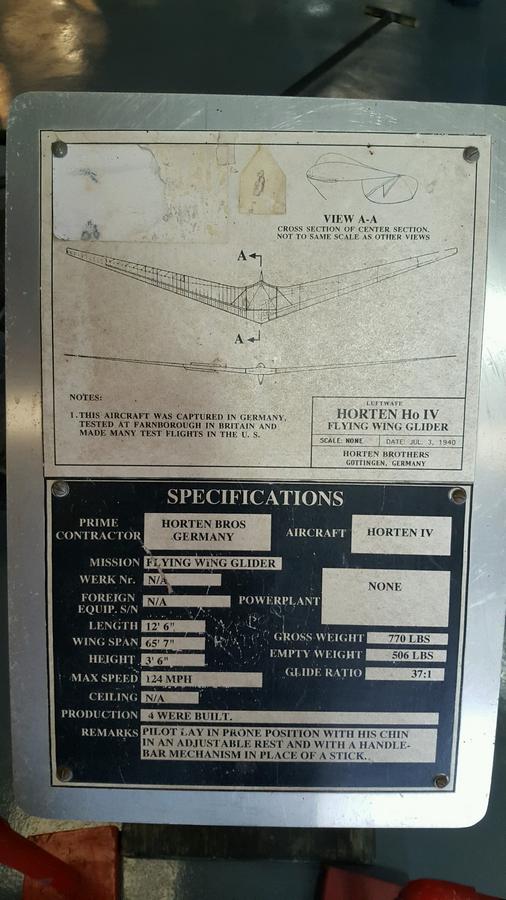 VIEW A-A
CROSS SECTION OF CENTER SECTION.
NOT TO SAME SCALE AS OTHER VIEWS
A
A
NOTES:
1. THIS AIRCRAFT WAS CAPTURED IN GERMANY,
TESTED AT FARNBOROUGH IN BRITAIN AND
MADE MANY TEST FLIGHTS IN THE U. S.
LUFTWAFE
HORTEN Ho IV
FLYING WING GLIDER
SCALE: NONE DATE: JUL. 3, 1940
HORTEN BROTHERS
GOTTINGEN, GERMANY
SPECIFICATIONS
PRIME CONTRACTOR HORTEN BROS GERMANY
AIRCRAFT HORTEN IV
MISSION FLYING WING GLIDER
WERK Nr. N/A
FOREIGN EQUIP. S/N N/A
POWERPLANT NONE
LENGTH 12' 6"
WING SPAN 65' 7"
HEIGHT 3' 6"
GROSS WEIGHT 770 LBS
EMPTY WEIGHT 506 LBS
GLIDE RATIO 37:1
MAX SPEED 124 MPH
CEILING N/A
PRODUCTION 4 WERE BUILT.
REMARKS PILOT LAY IN PRONE POSITION WITH HIS CHIN
IN AN ADJUSTABLE REST AND WITH A HANDLE-
BAR MECHANISM IN PLACE OF A STICK.